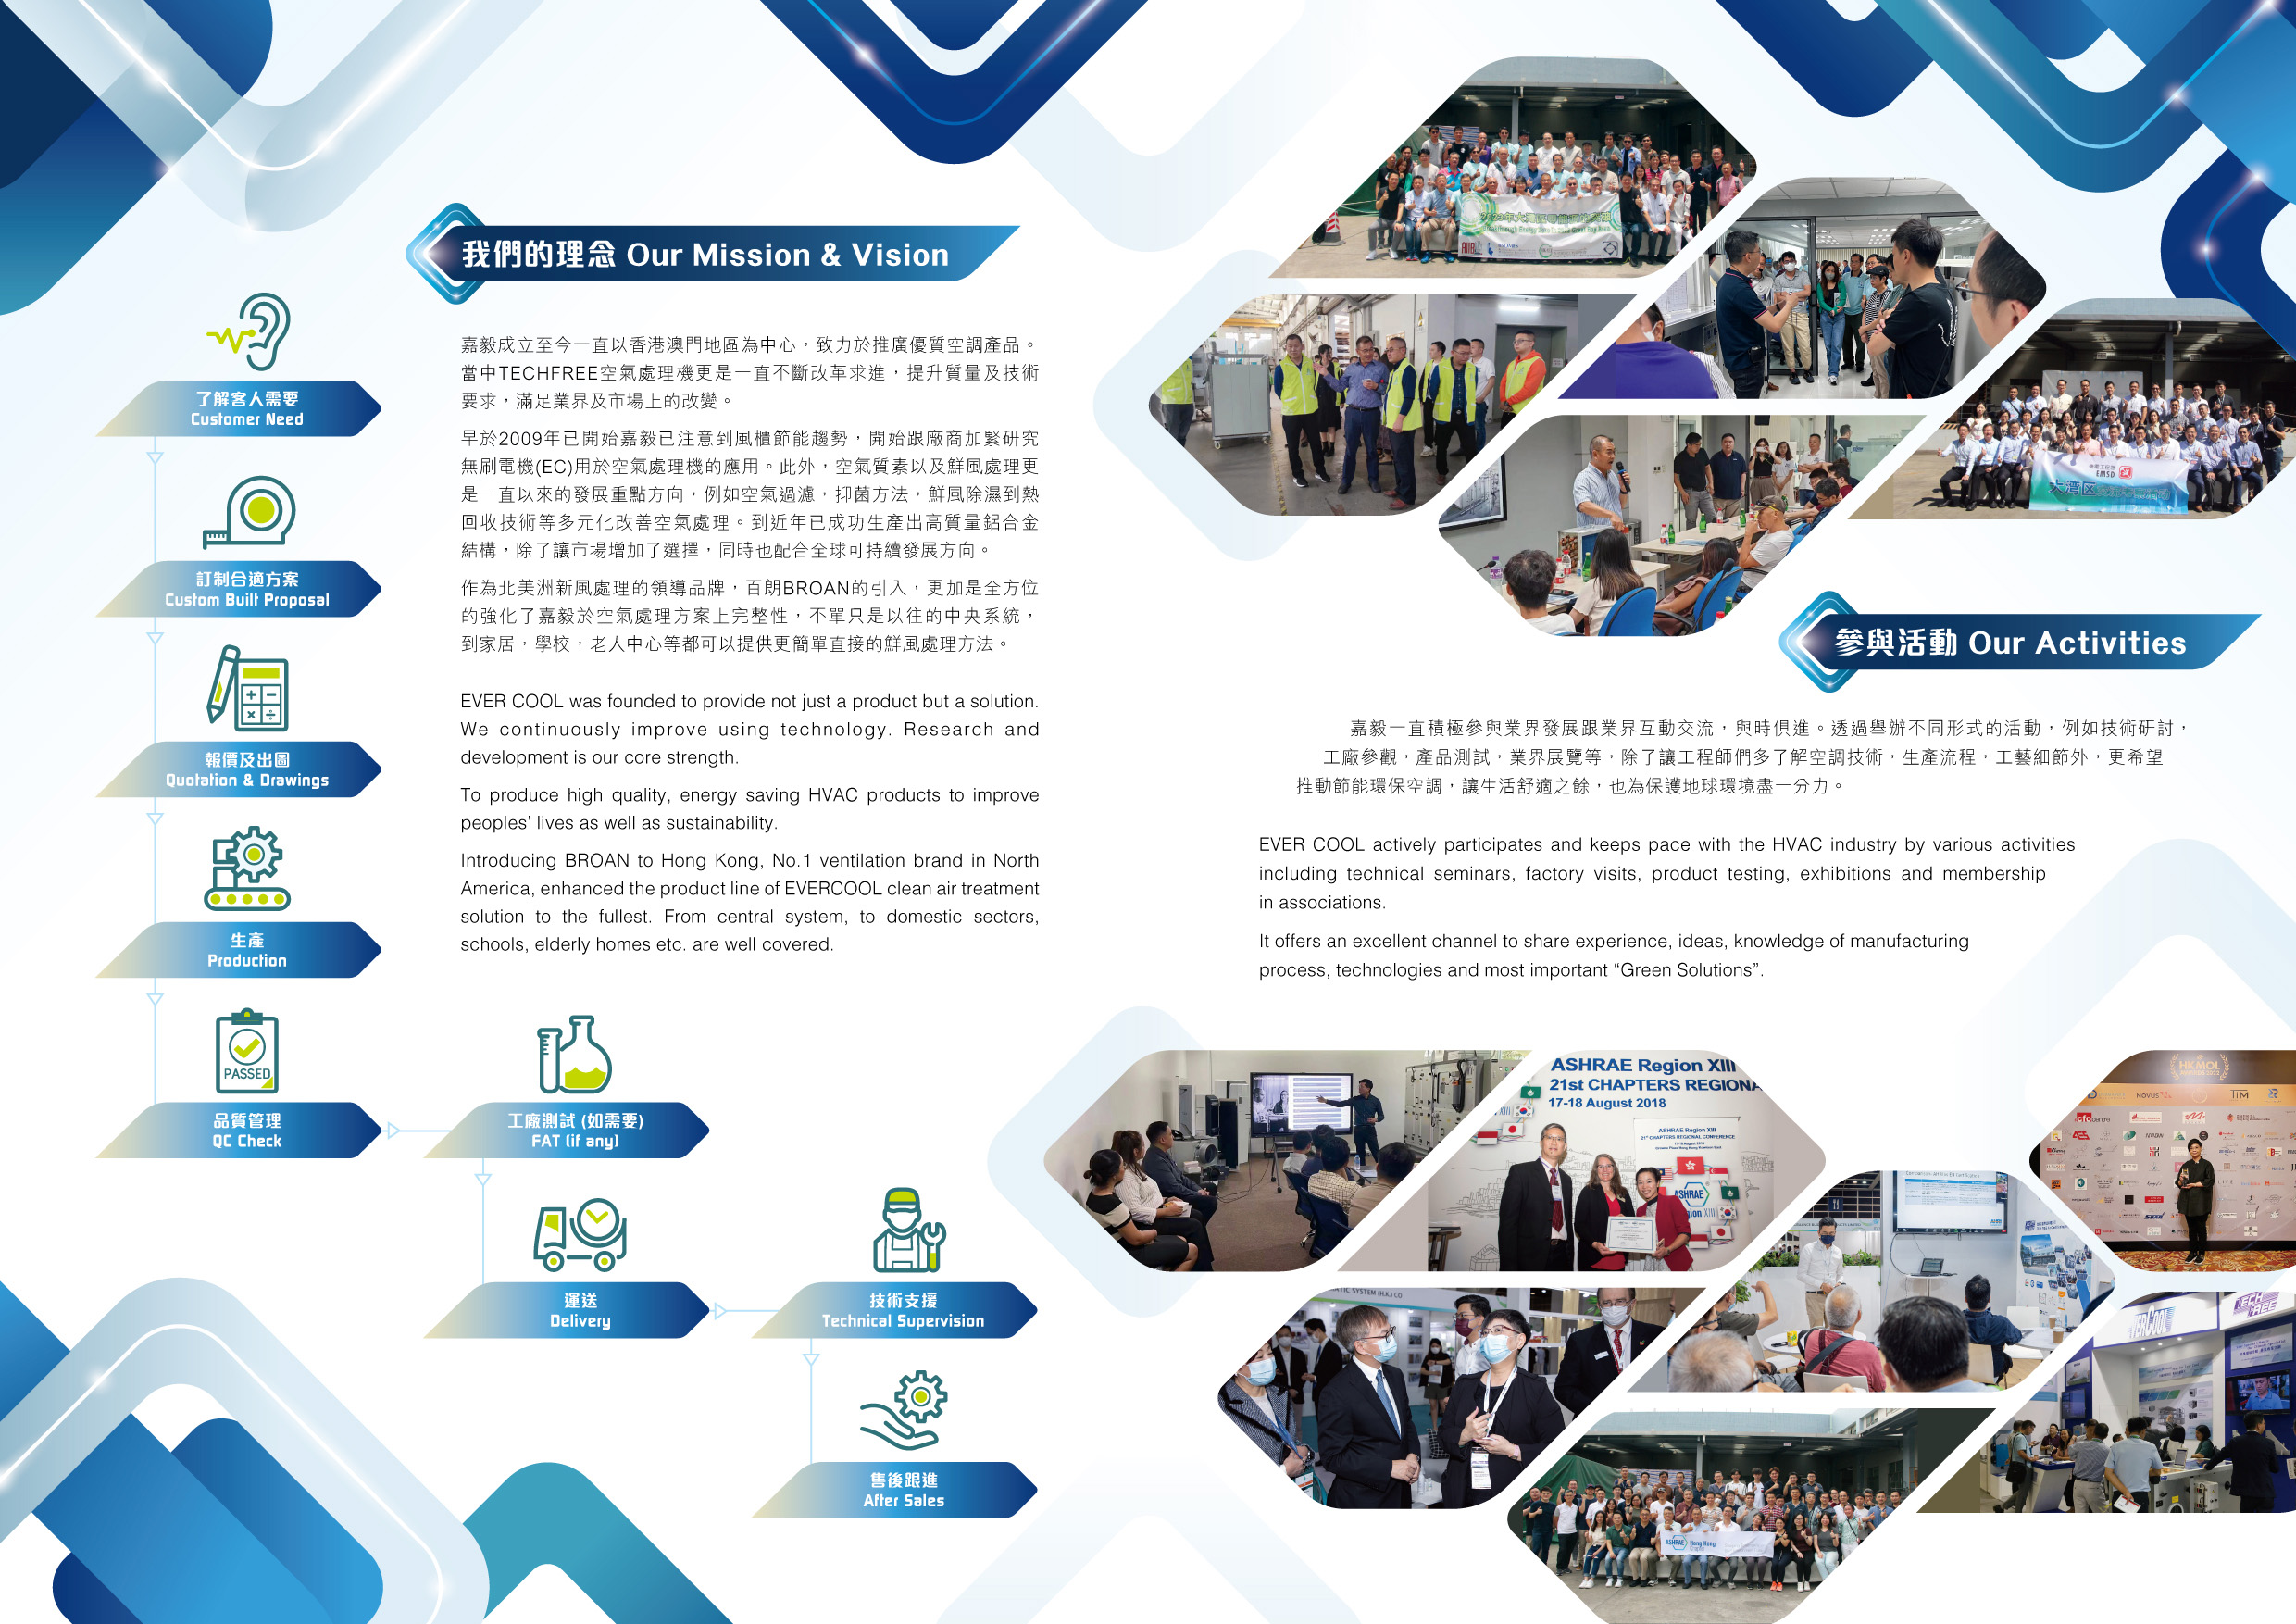 我們的理念 Our Mission & Vision
嘉毅成立至今一直以香港澳門地區為中心，致力於推廣優質空調產品。
當中TECHFREE空氣處理機更是一直不斷改革求進，提升質量及技術
要求，滿足業界及市場上的改變。
早於2009年已開始嘉毅已注意到風櫃節能趨勢，開始跟廠商加緊研究
無刷電機(EC)用於空氣處理機的應用。此外，空氣質素以及鮮風處理更
是一直以來的發展重點方向，例如空氣過濾，抑菌方法，鮮風除濕到熱
回收技術等多元化改善空氣處理。到近年已成功生產出高質量鋁合金
結構，除了讓市場增加了選擇，同時也配合全球可持續發展方向。
作為北美洲新風處理的領導品牌，百朗BROAN的引入，更加是全方位
的強化了嘉毅於空氣處理方案上完整性，不單只是以往的中央系統，
到家居，學校，老人中心等都可以提供更簡單直接的鮮風處理方法。
EVER COOL was founded to provide not just a product but a solution.
We continuously improve using technology. Research and
development is our core strength.
To produce high quality, energy saving HVAC products to improve
peoples’ lives as well as sustainability.
Introducing BROAN to Hong Kong, No.1 ventilation brand in North
America, enhanced the product line of EVERCOOL clean air treatment
solution to the fullest. From central system, to domestic sectors,
schools, elderly homes etc. are well covered.
了解客人需要
Customer Need
訂制合適方案
Custom Built Proposal
報價及出圖
Quotation & Drawings
生產
Production
PASSED
品質管理
QC Check
工廠測試 (如需要)
FAT (if any)
運送
Delivery
技術支援
Technical Supervision
售後跟進
After Sales
EMSD
大湾区
參與活動 Our Activities
嘉毅一直積極參與業界發展跟業界互動交流，與時俱進。透過舉辦不同形式的活動，例如技術研討，
工廠參觀，產品測試，業界展覽等，除了讓工程師們多了解空調技術，生產流程，工藝細節外，更希望
推動節能環保空調，讓生活舒適之餘，也為保護地球環境盡一分力。
EVER COOL actively participates and keeps pace with the HVAC industry by various activities
including technical seminars, factory visits, product testing, exhibitions and membership
in associations.
It offers an excellent channel to share experience, ideas, knowledge of manufacturing
process, technologies and most important “Green Solutions”.
ASHRAE Region XIII
21st CHAPTERS REGIONA
17-18 August 2018
ASHRAE Region XIII
21st CHAPTERS REGIONAL CONFERENCE
ASHRAE
HKMOL
NOVUS
TIM
EVERCOOL
TECH FREE
ASHRAE Hong Kong